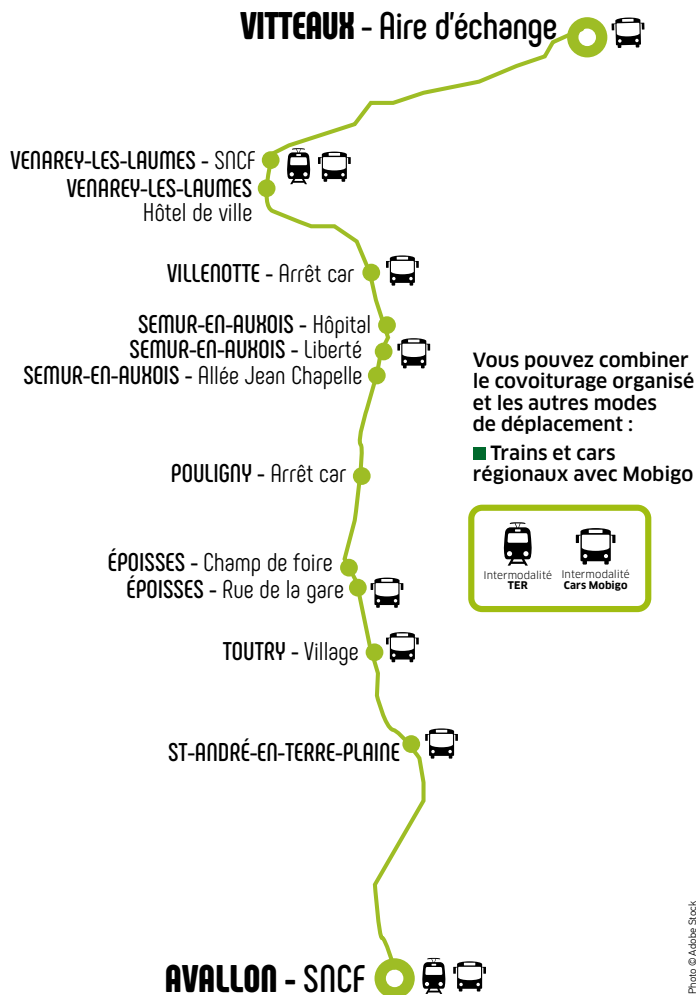 VITTEAUX - Aire d'échange
VENAREY-LES-LAUMES - SNCF
VENAREY-LES-LAUMES
Hôtel de ville
VILLENOTTE - Arrêt car
SEMUR-EN-AUXOIS - Hôpital
SEMUR-EN-AUXOIS - Liberté
SEMUR-EN-AUXOIS - Allée Jean Chapelle
POULIGNY - Arrêt car
ÉPOISSES - Champ de foire
ÉPOISSES - Rue de la gare
TOUTRY - Village
ST-ANDRÉ-EN-TERRE-PLAINE
AVALLON - SNCF
Vous pouvez combiner
le covoiturage organisé
et les autres modes
de déplacement :
Trains et cars
régionaux avec Mobigo
Intermodalité
TER
Intermodalité
Cars Mobigo
Photo © Adobe Stock